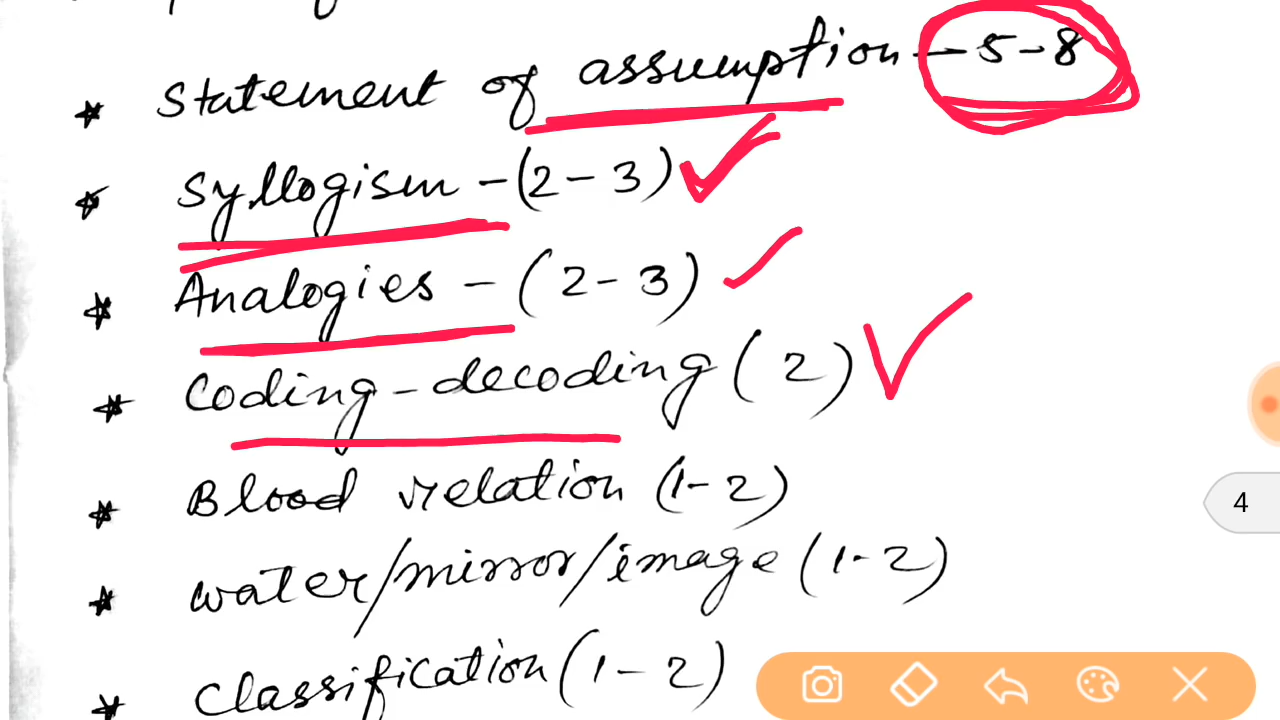 * Statement of assumption - 5-8
* Syllogism - (2-3) ✓
* Analogies - (2-3) ✓
* Coding-decoding (2) ✓
* Blood relation (1-2)
* water/mirror/image (1-2)
* Classification (1-2)
4